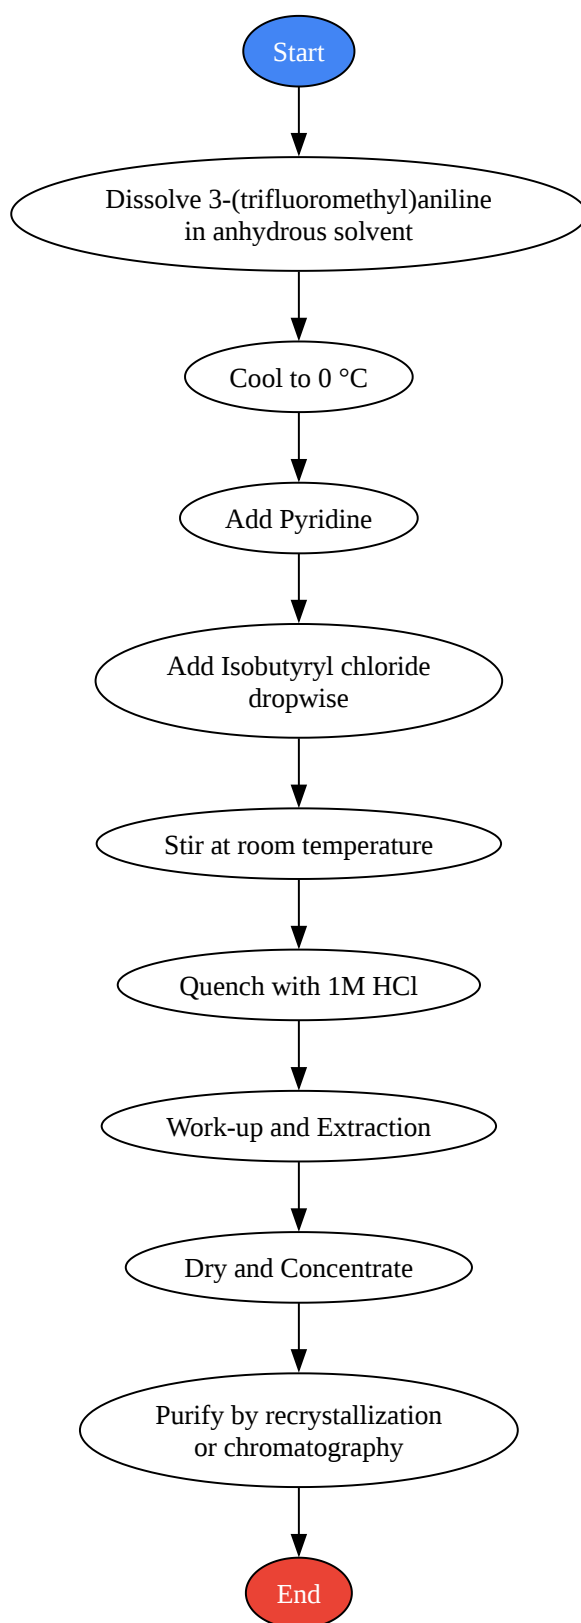 Start
Dissolve 3-(trifluoromethyl)aniline
in anhydrous solvent
Cool to 0 °C
Add Pyridine
Add Isobutyryl chloride
dropwise
Stir at room temperature
Quench with 1M HCl
Work-up and Extraction
Dry and Concentrate
Purify by recrystallization
or chromatography
End